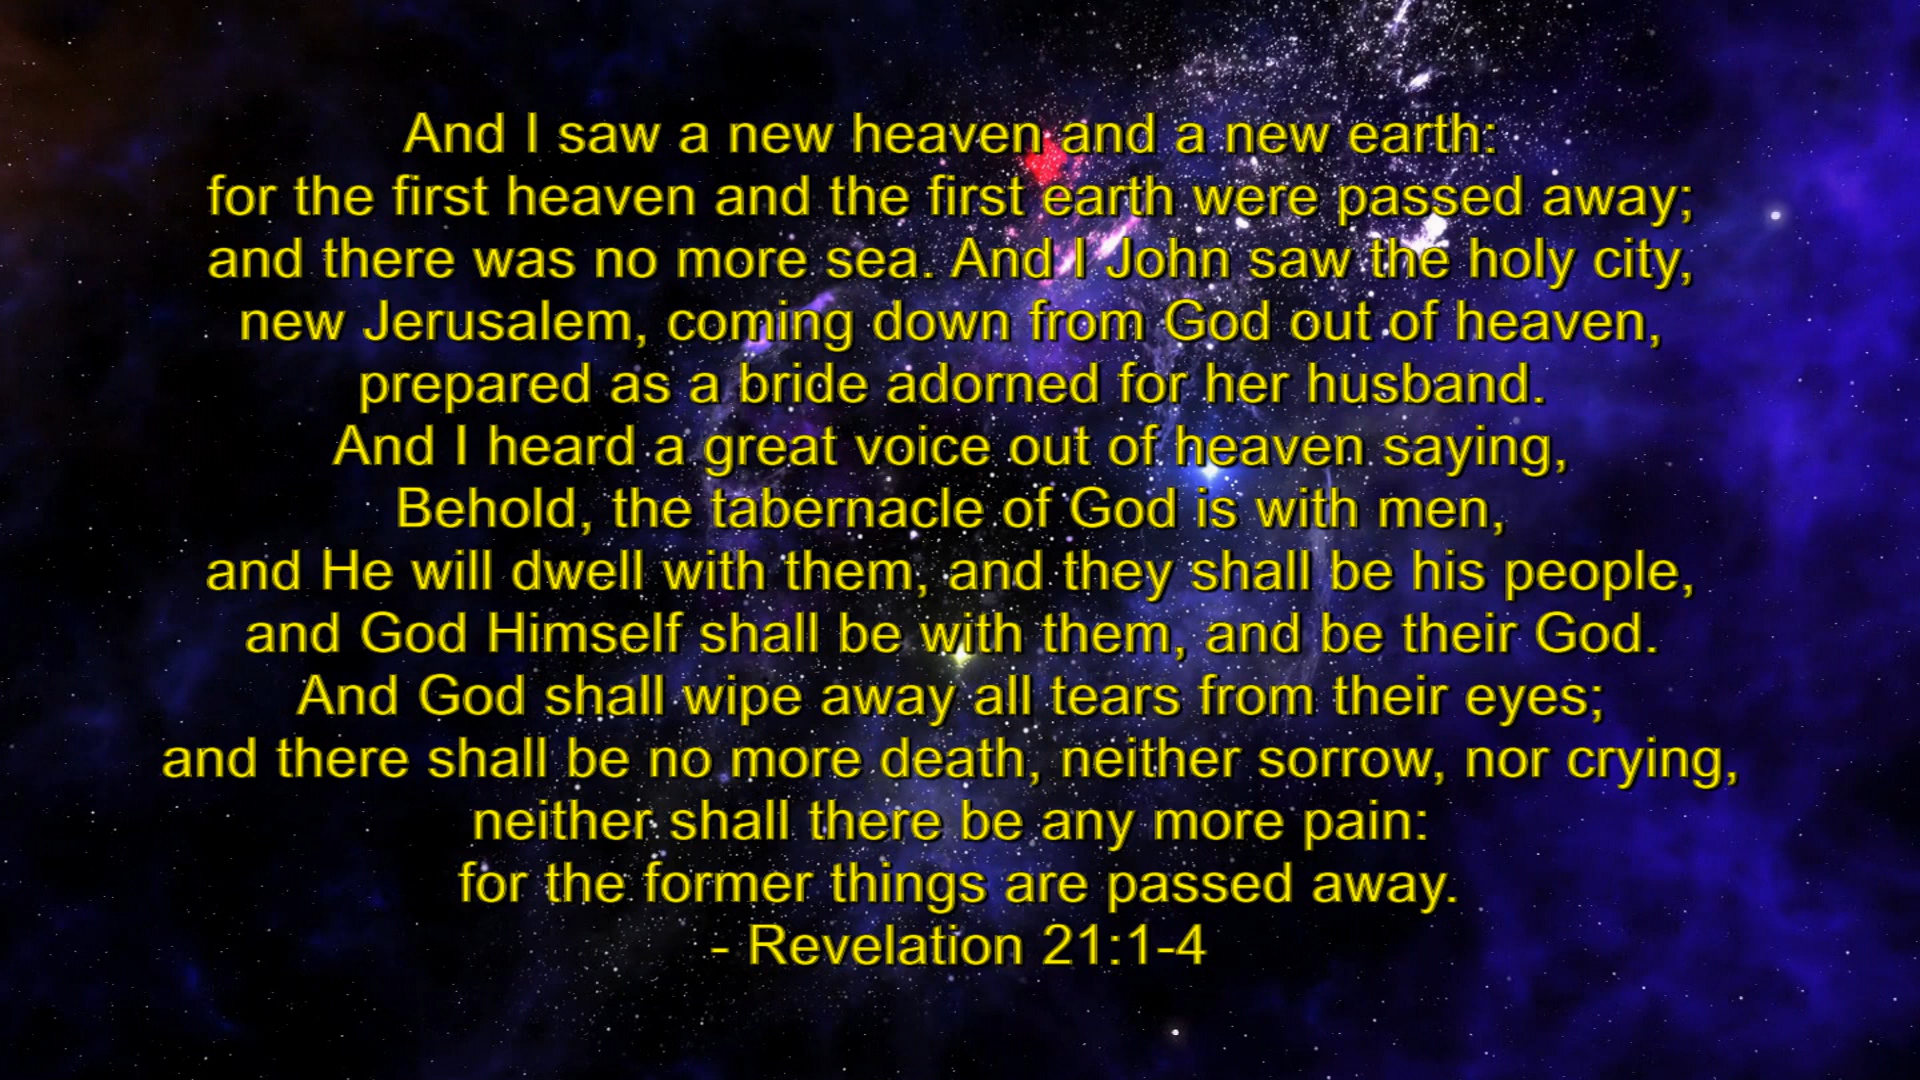 And I saw a new heaven and a new earth:
for the first heaven and the first earth were passed away;
and there was no more sea. And I John saw the holy city,
new Jerusalem, coming down from God out of heaven,
prepared as a bride adorned for her husband.
And I heard a great voice out of heaven saying,
Behold, the tabernacle of God is with men,
and He will dwell with them, and they shall be his people,
and God Himself shall be with them, and be their God.
And God shall wipe away all tears from their eyes;
and there shall be no more death, neither sorrow, nor crying,
neither shall there be any more pain:
for the former things are passed away.
- Revelation 21:1-4